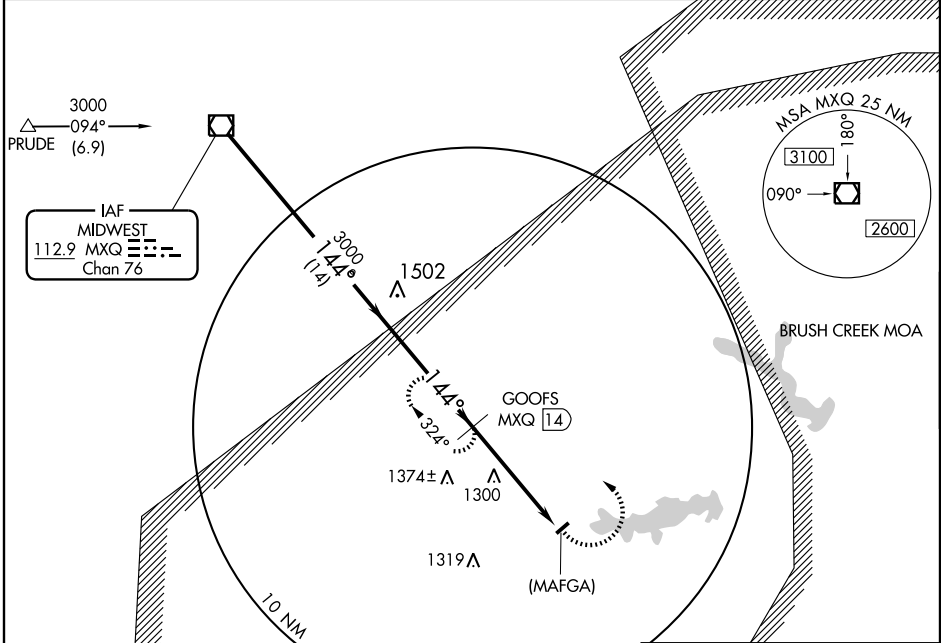 3000
094°
(6.9)
PRUDE
IAF
MIDWEST
112.9 MXQ
Chan 76
3000
144°
(14)
1502
144°
324°
GOOFS
MXQ 14
1374±
1300
1319
(MAFGA)
10 NM
MSA MXQ 25 NM
180°
3100
090°
2600
BRUSH CREEK MOA